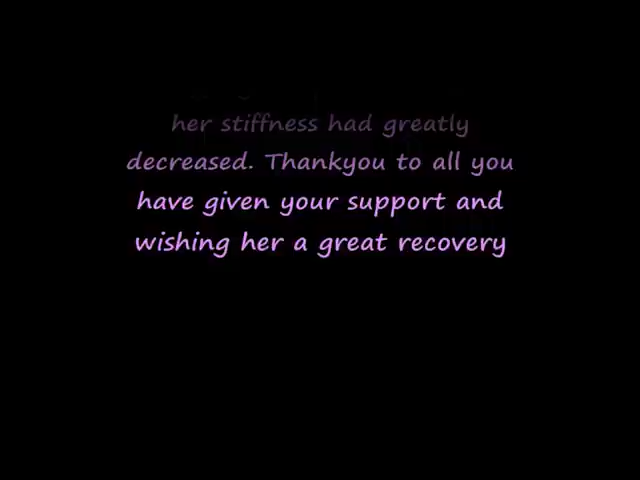 her stiffness had greatly
decreased. Thankyou to all you
have given your support and
wishing her a great recovery